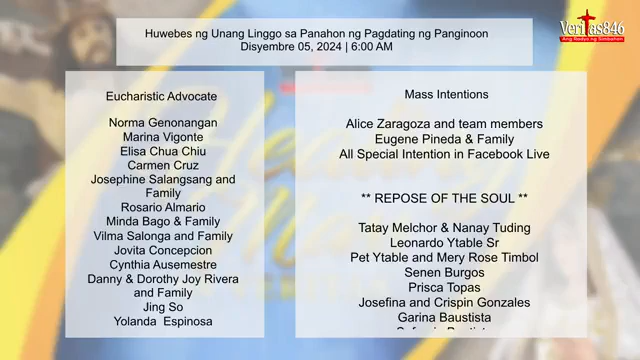 Huwebes ng Unang Linggo sa Panahon ng Pagdating ng Panginoon
Disyembre 05, 2024 | 6:00 AM
Veritas846
Ang Radyo ng Simbahan
Eucharistic Advocate
Norma Genonangan
Marina Vigonte
Elisa Chua Chiu
Carmen Cruz
Josephine Salangsang and
Family
Rosario Almario
Minda Bago & Family
Vilma Salonga and Family
Jovita Concepcion
Cynthia Ausemestre
Danny & Dorothy Joy Rivera
and Family
Jing So
Yolanda Espinosa
Mass Intentions
Alice Zaragoza and team members
Eugene Pineda & Family
All Special Intention in Facebook Live
** REPOSE OF THE SOUL **
Tatay Melchor & Nanay Tuding
Leonardo Ytable Sr
Pet Ytable and Mery Rose Timbol
Senen Burgos
Prisca Topas
Josefina and Crispin Gonzales
Garina Baustista